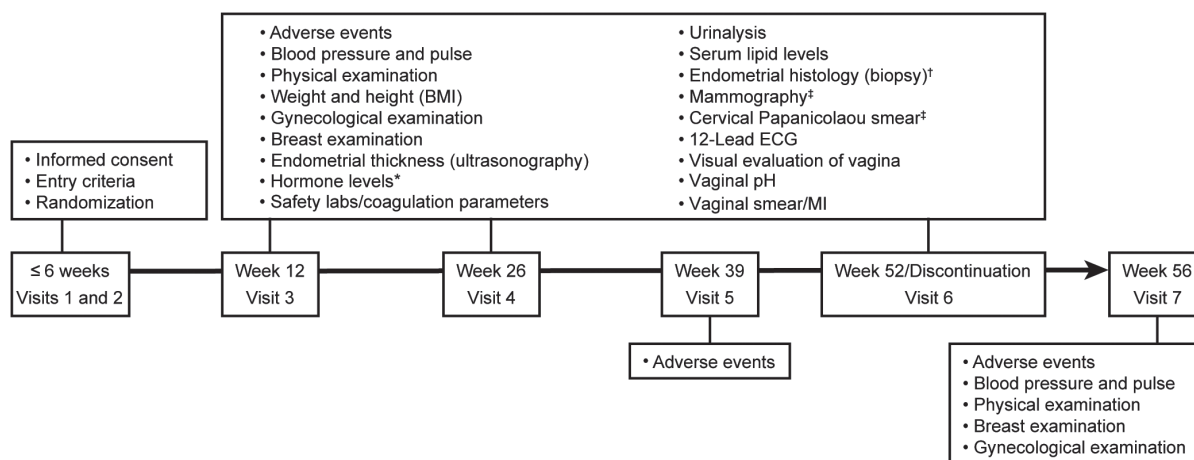 • Adverse events
• Blood pressure and pulse
• Physical examination
• Weight and height (BMI)
• Gynecological examination
• Breast examination
• Endometrial thickness (ultrasonography)
• Hormone levels*
• Safety labs/coagulation parameters
• Urinalysis
• Serum lipid levels
• Endometrial histology (biopsy)†
• Mammography‡
• Cervical Papanicolaou smear‡
• 12-Lead ECG
• Visual evaluation of vagina
• Vaginal pH
• Vaginal smear/MI
• Informed consent
• Entry criteria
• Randomization
≤ 6 weeks
Visits 1 and 2
Week 12
Visit 3
Week 26
Visit 4
Week 39
Visit 5
Week 52/Discontinuation
Visit 6
Week 56
Visit 7
• Adverse events
• Adverse events
• Blood pressure and pulse
• Physical examination
• Breast examination
• Gynecological examination